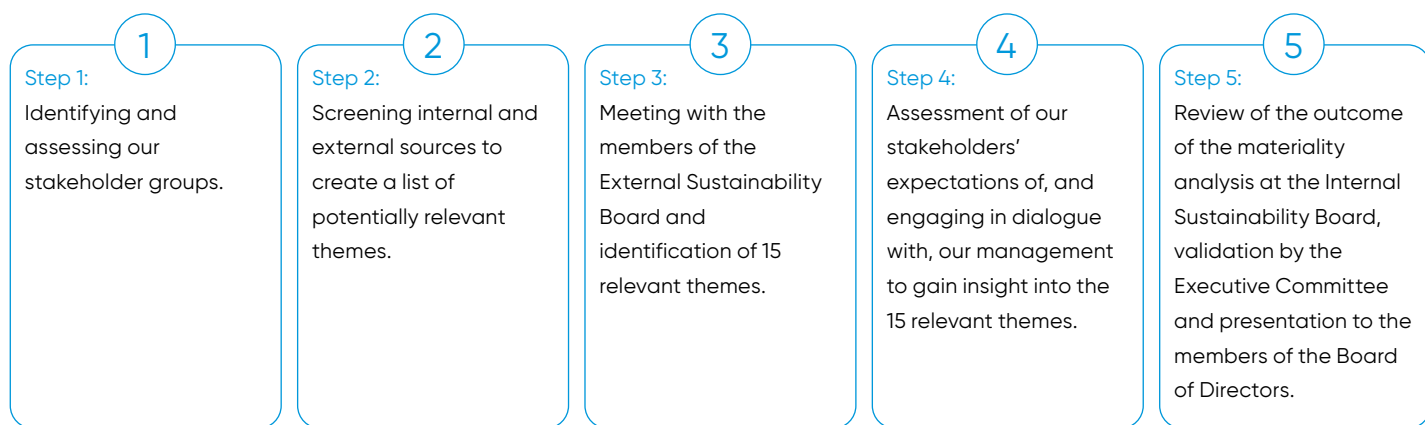 1
Step 1:
Identifying and
assessing our
stakeholder groups.
2
Step 2:
Screening internal and
external sources to
create a list of
potentially relevant
themes.
3
Step 3:
Meeting with the
members of the
External Sustainability
Board and
identification of 15
relevant themes.
4
Step 4:
Assessment of our
stakeholders’
expectations of, and
engaging in dialogue
with, our management
to gain insight into the
15 relevant themes.
5
Step 5:
Review of the outcome
of the materiality
analysis at the Internal
Sustainability Board,
validation by the
Executive Committee
and presentation to the
members of the Board
of Directors.